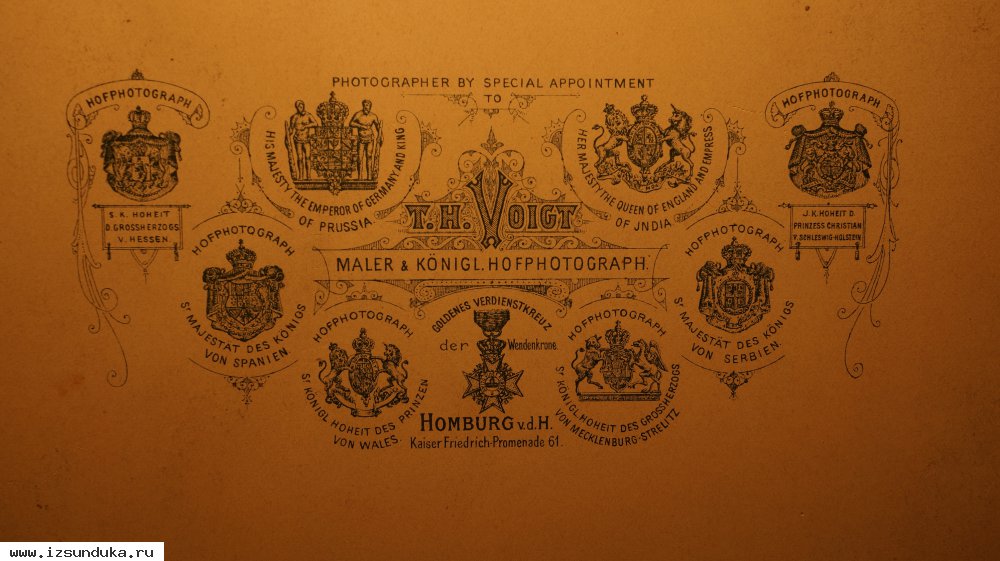 PHOTOGRAPHER BY SPECIAL APPOINTMENT
TO
HOFPHOTOGRAPH
S.K. HOHEIT
D. GROSSHERZOGS
V. HESSEN
HIS MAJESTY THE EMPEROR OF GERMANY AND KING
OF PRUSSIA
HER MAJESTY THE QUEEN OF ENGLAND AND EMPRESS
OF JNDIA
HOFPHOTOGRAPH
J.K. HOHEIT D.
PRINZESS CHRISTIAN
V. SCHLESWIG-HOLSTEIN
T.H. VOIGT
MALER & KÖNIGL. HOFPHOTOGRAPH.
HOFPHOTOGRAPH
Sr MAJESTÄT DES KÖNIGS
VON SPANIEN.
HOFPHOTOGRAPH
Sr MAJESTÄT DES KÖNIGS
VON SERBIEN.
HOFPHOTOGRAPH
Sr KÖNIGL HOHEIT DES PRINZEN
VON WALES.
GOLDENES VERDIENSTKREUZ
der Wendenkrone.
HOFPHOTOGRAPH
Sr KÖNIGL HOHEIT DES GROSSHERZOGS
VON MECKLENBURG-STRELITZ
HOMBURG v.d.H.
Kaiser Friedrich-Promenade 61.
www.izsunduka.ru